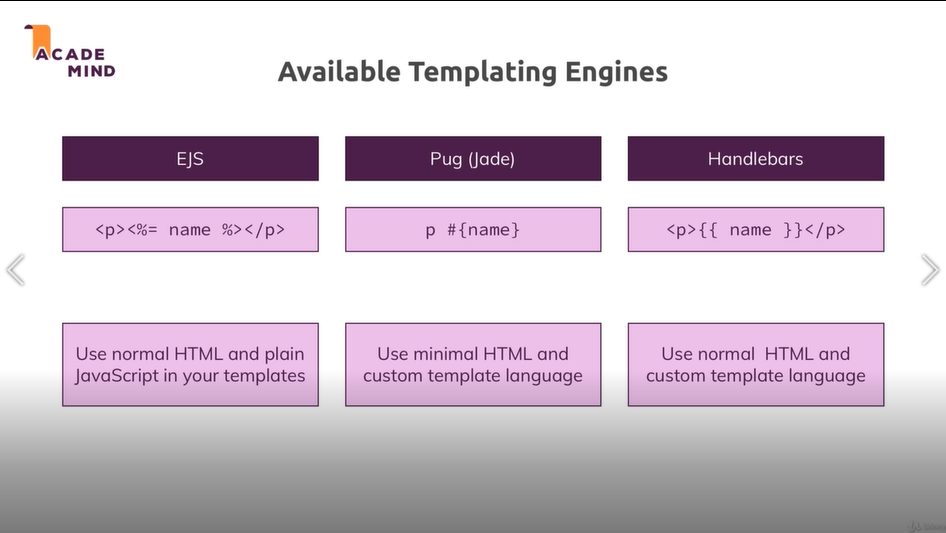 ACADE
MIND
Available Templating Engines
EJS
Pug (Jade)
Handlebars
<p><%= name %></p>
p #{name}
<p>{{ name }}</p>
Use normal HTML and plain
JavaScript in your templates
Use minimal HTML and
custom template language
Use normal HTML and
custom template language